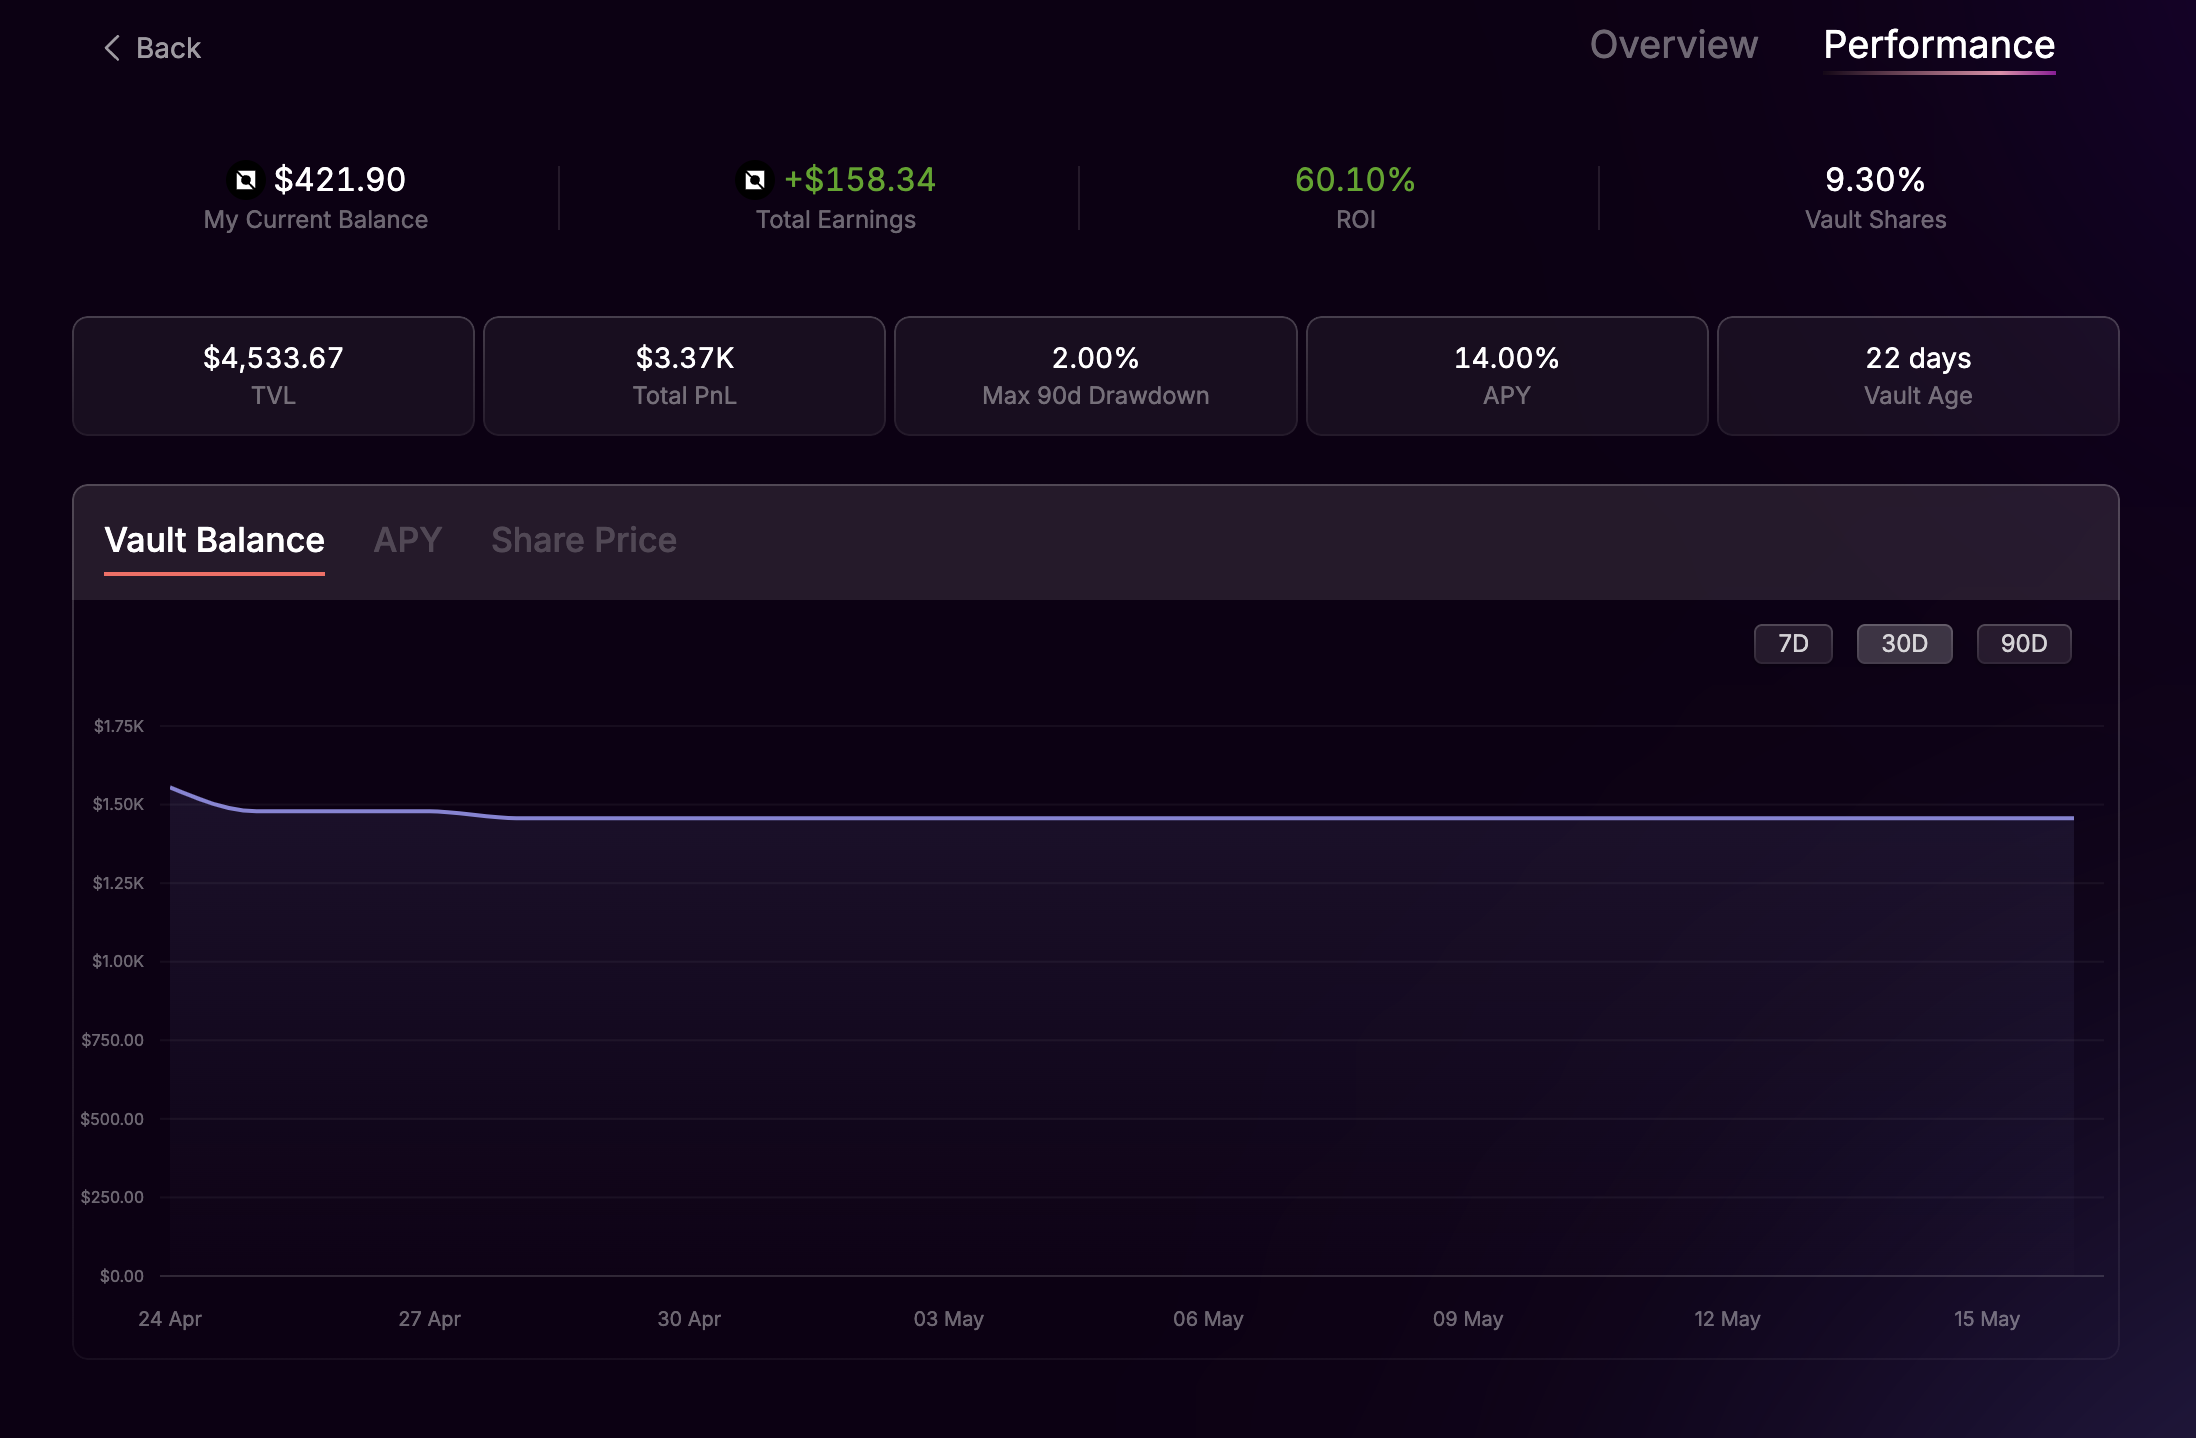 Back
Overview
Performance
$421.90
My Current Balance
+$158.34
Total Earnings
60.10%
ROI
9.30%
Vault Shares
$4,533.67
TVL
$3.37K
Total PnL
2.00%
Max 90d Drawdown
14.00%
APY
22 days
Vault Age
Vault Balance
APY
Share Price
7D
30D
90D
$1.75K
$1.50K
$1.25K
$1.00K
$750.00
$500.00
$250.00
$0.00
24 Apr
27 Apr
30 Apr
03 May
06 May
09 May
12 May
15 May